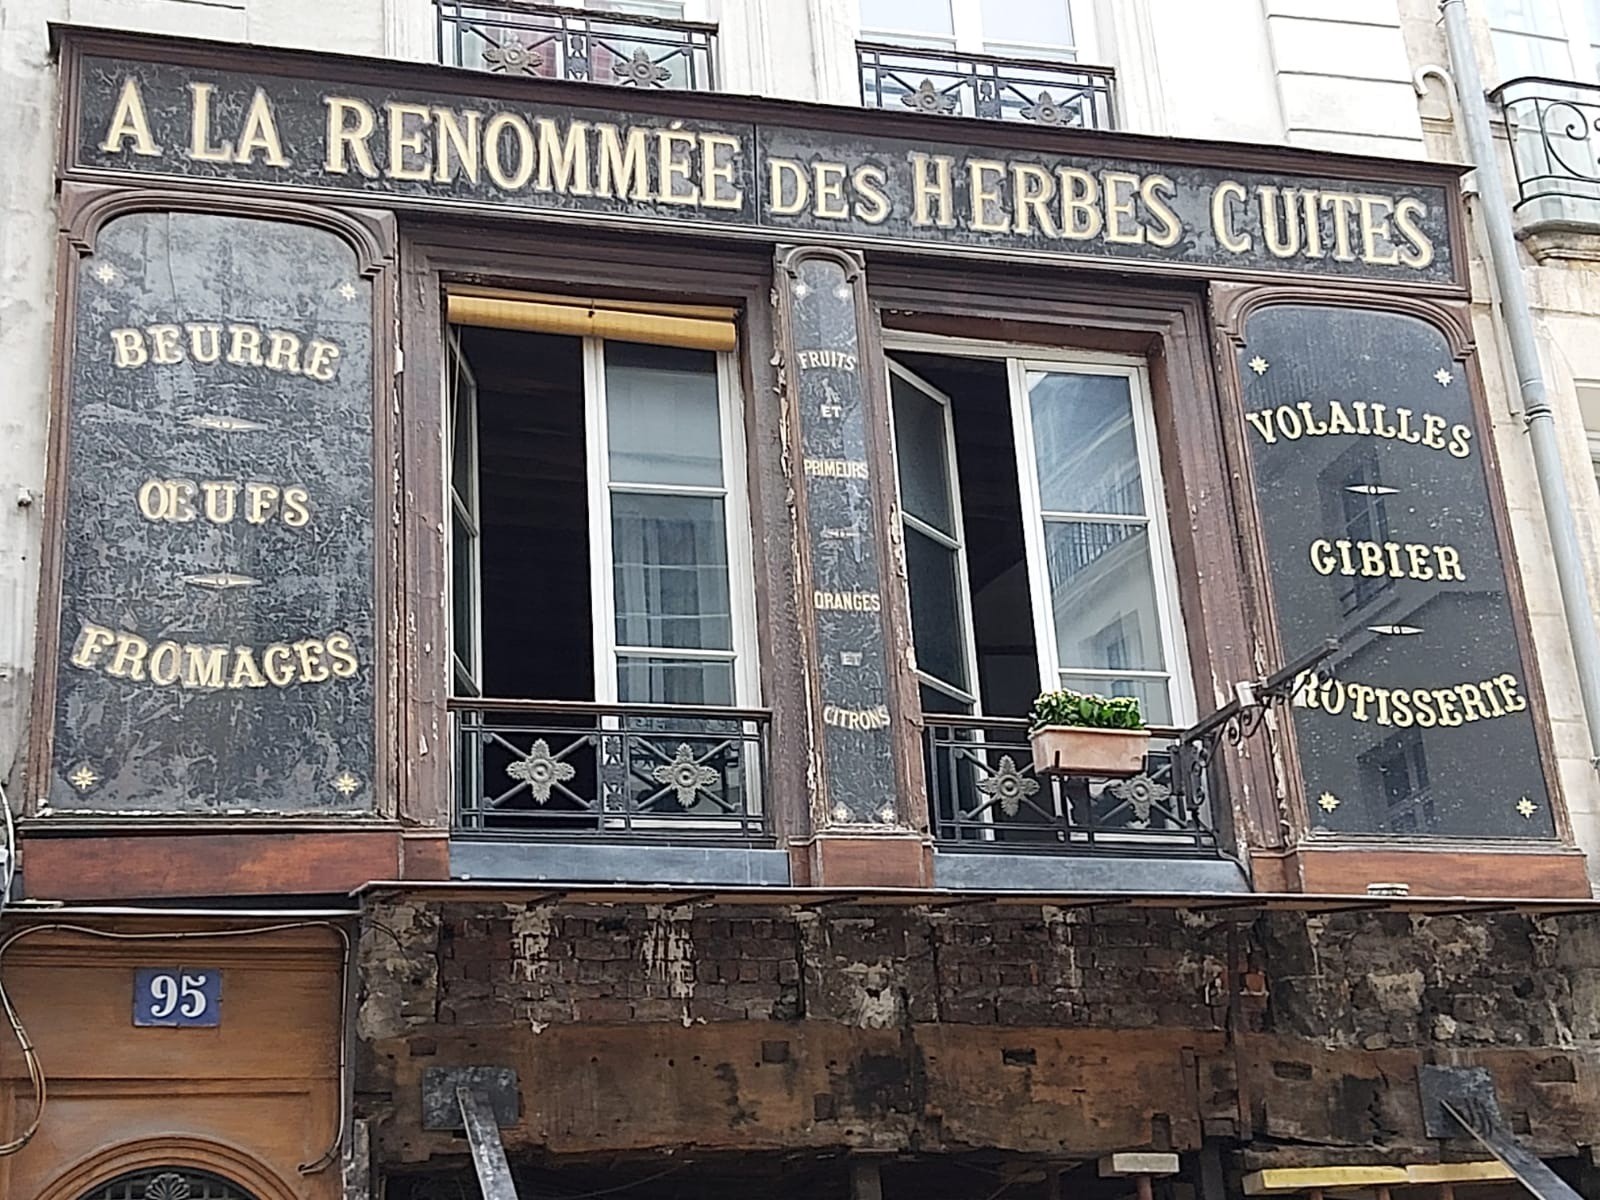 A LA RENOMMÉE DES HERBES CUITES
BEURRE
ŒUFS
FROMAGES
FRUITS
ET
PRIMEURS
ORANGES
ET
CITRONS
VOLAILLES
GIBIER
ROTISSERIE
95